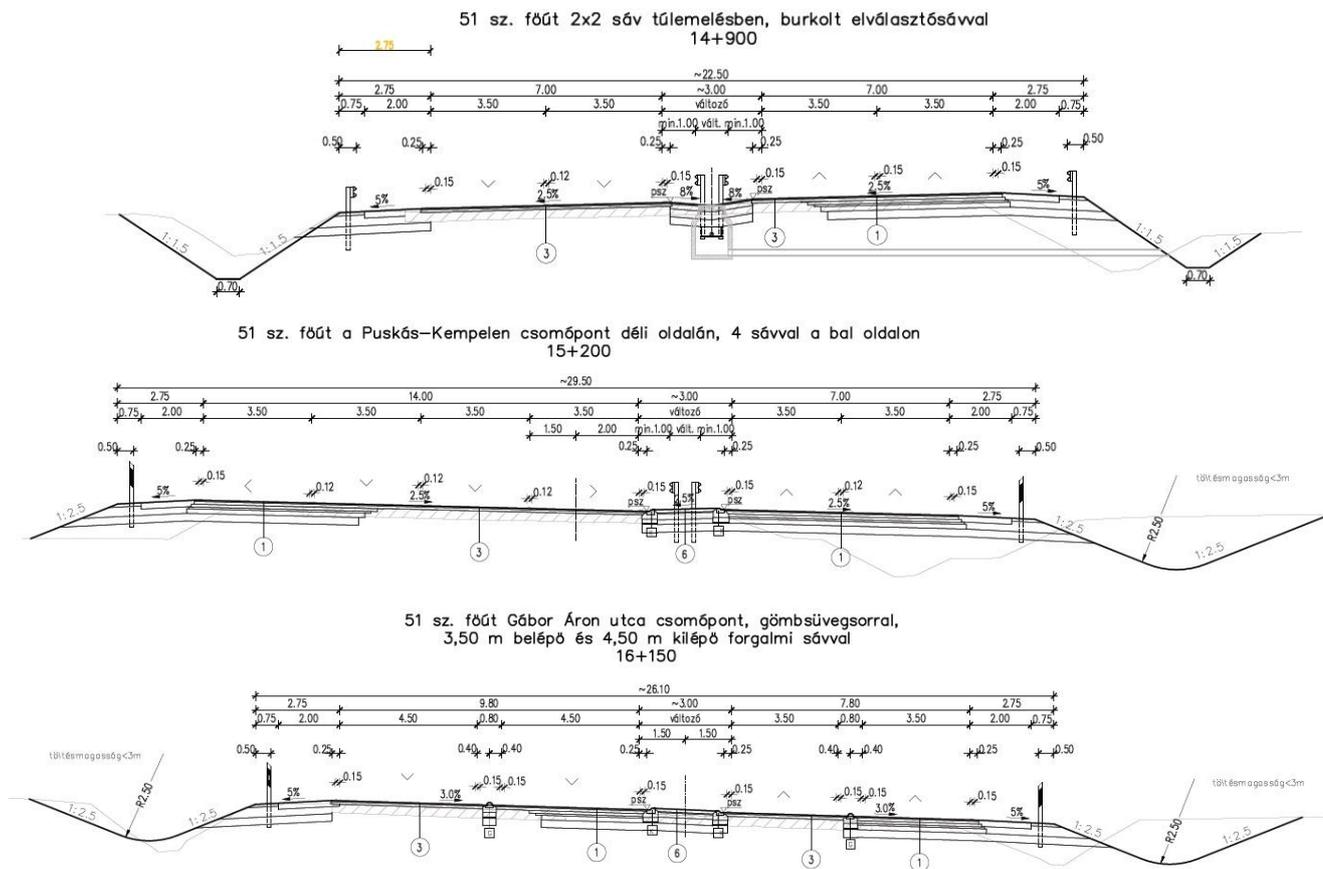 51 sz. főút 2x2 sáv túlemelésben, burkolt elválasztósávval
14+900
2.75
~22.50
2.75 7.00 ~3.00 7.00 2.75
0.75 2.00 3.50 3.50 változó 3.50 3.50 2.00 0.75
min.1.00 vált. min.1.00
0.50 0.25 0.25 0.25 0.25 0.50
0.15 0.12 0.15 0.15 0.12 0.15
5% 2.5% psz 8% 8% psz 2.5% 5%
1:1.5 1:1.5 3 3 1 1:1.5 1:1.5
0.70 0.70
51 sz. főút a Puskás-Kempelen csomópont déli oldalán, 4 sávval a bal oldalon
15+200
~29.50
2.75 14.00 ~3.00 7.00 2.75
0.75 2.00 3.50 3.50 3.50 3.50 változó 3.50 3.50 2.00 0.75
1.50 2.00 min.1.00 vált. min.1.00
0.50 0.25 0.25 0.25 0.25 0.50
0.15 0.12 0.12 0.12 0.15 0.15 0.12 0.15
töltésmagasság<3m
5% 2.5% psz 2.5% psz 2.5% 5%
1:2.5 1:2.5 R2.50 1:2.5
1 3 6 1
51 sz. főút Gábor Áron utca csomópont, gömbsüvegsorral,
3,50 m belépő és 4,50 m kilépő forgalmi sávval
16+150
~26.10
2.75 9.80 ~3.00 7.80 2.75
0.75 2.00 4.50 0.80 4.50 változó 3.50 0.80 3.50 2.00 0.75
1.50 1.50
0.50 0.25 0.40 0.40 0.25 0.25 0.40 0.40 0.25 0.50
töltésmagasság<3m 0.15 0.15 0.15 0.15 0.15 0.15 0.15 0.15 töltésmagasság<3m
R2.50 5% 3.0% psz psz 3.0% 5% R2.50
1:2.5 1:2.5 1:2.5 1:2.5
3 1 6 3 1